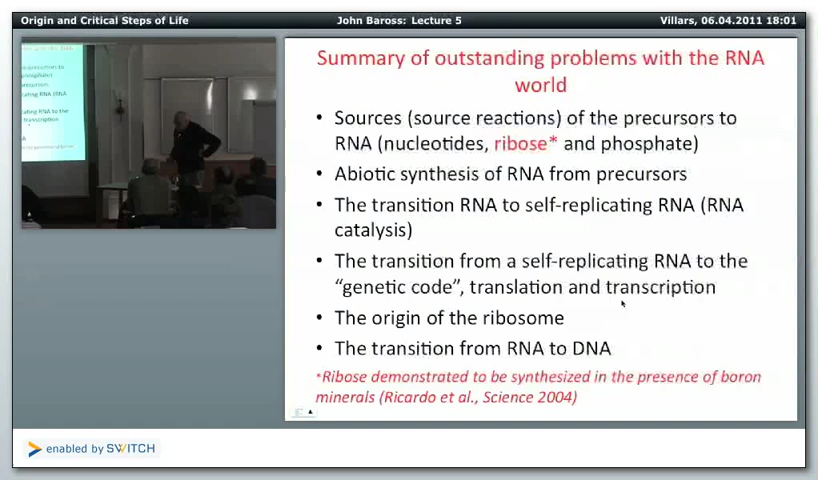 Origin and Critical Steps of Life
John Baross: Lecture 5
Villars, 06.04.2011 18:01
Summary of outstanding problems with the RNA
world
• Sources (source reactions) of the precursors to
RNA (nucleotides, ribose* and phosphate)
• Abiotic synthesis of RNA from precursors
• The transition RNA to self-replicating RNA (RNA
catalysis)
• The transition from a self-replicating RNA to the
“genetic code”, translation and transcription
• The origin of the ribosome
• The transition from RNA to DNA
*Ribose demonstrated to be synthesized in the presence of boron
minerals (Ricardo et al., Science 2004)
enabled by SWITCH